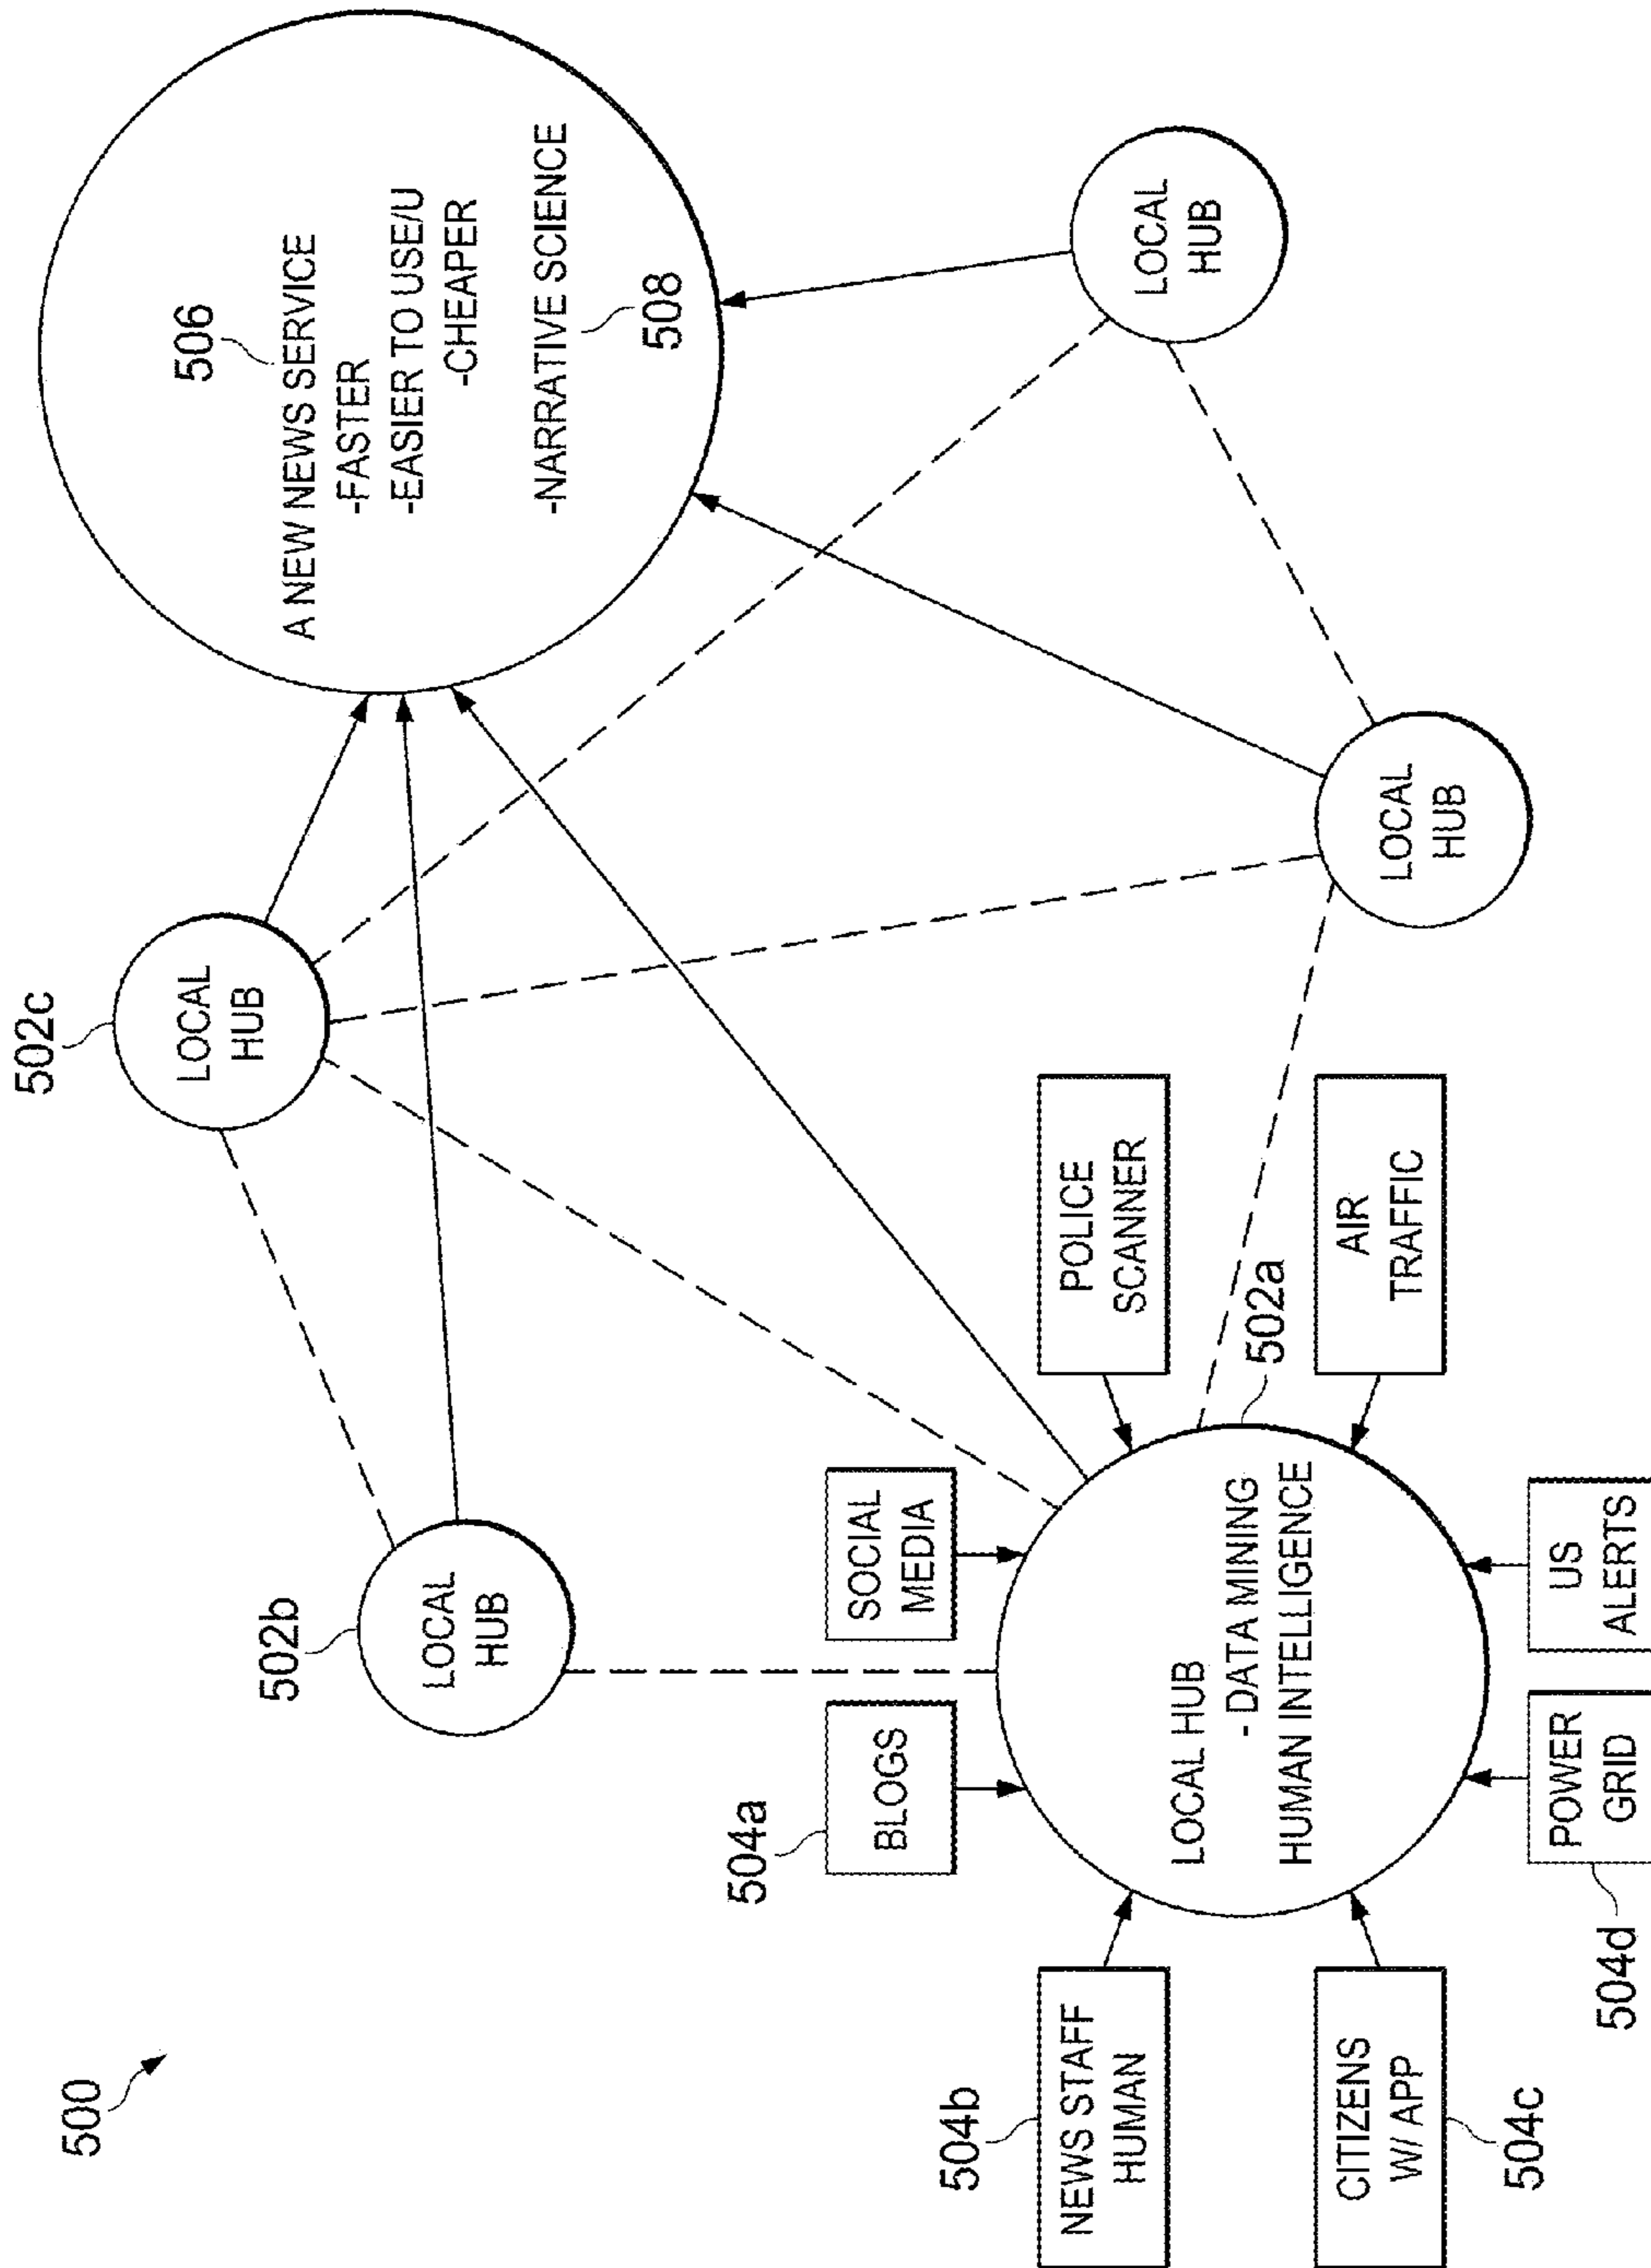 500
502c
LOCAL
HUB
506
A NEW NEWS SERVICE
-FASTER
-EASIER TO USE/U
-CHEAPER
-NARRATIVE SCIENCE
508
502b
LOCAL
HUB
504a
BLOGS
SOCIAL
MEDIA
504b
NEWS STAFF
HUMAN
LOCAL HUB
- DATA MINING
HUMAN INTELLIGENCE
POLICE
SCANNER
502a
AIR
TRAFFIC
CITIZENS
W/ APP
504c
504d
POWER
GRID
US
ALERTS
LOCAL
HUB
LOCAL
HUB